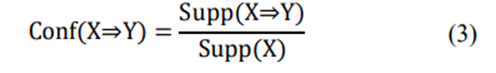 Conf(X⇒Y) = Supp(X⇒Y) / Supp(X) (3)